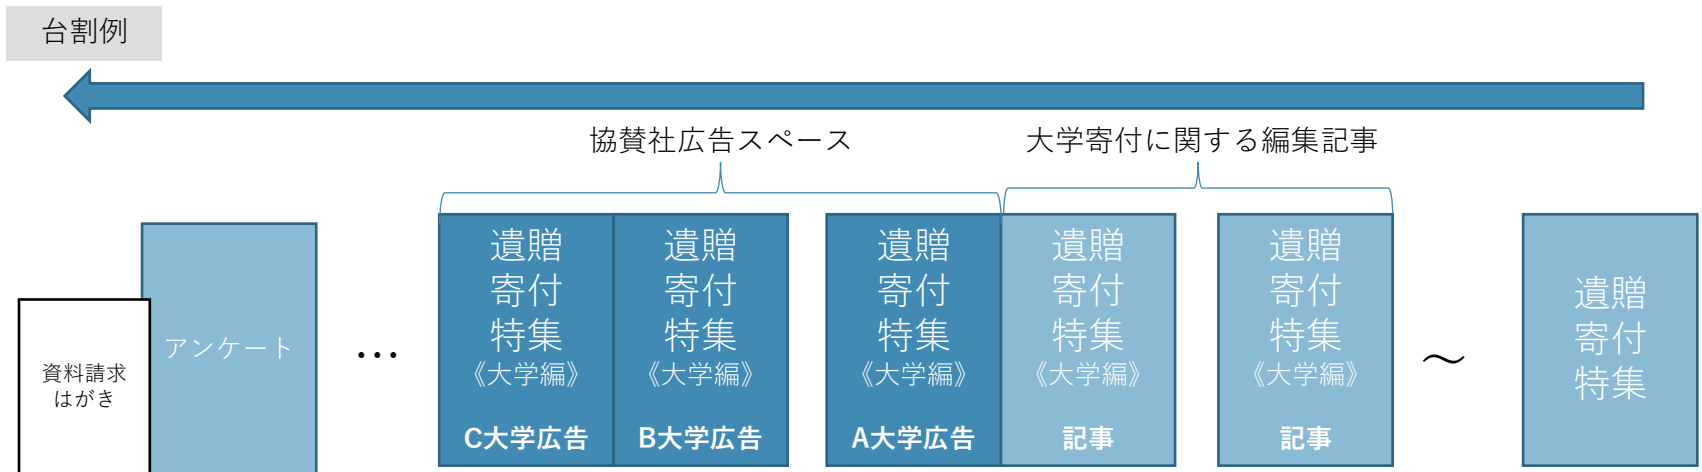 台割例
協賛社広告スペース
大学寄付に関する編集記事
資料請求
はがき
アンケート
…
遺贈
寄付
特集
《大学編》
C大学広告
遺贈
寄付
特集
《大学編》
B大学広告
遺贈
寄付
特集
《大学編》
A大学広告
遺贈
寄付
特集
《大学編》
記事
遺贈
寄付
特集
《大学編》
記事
～
遺贈
寄付
特集